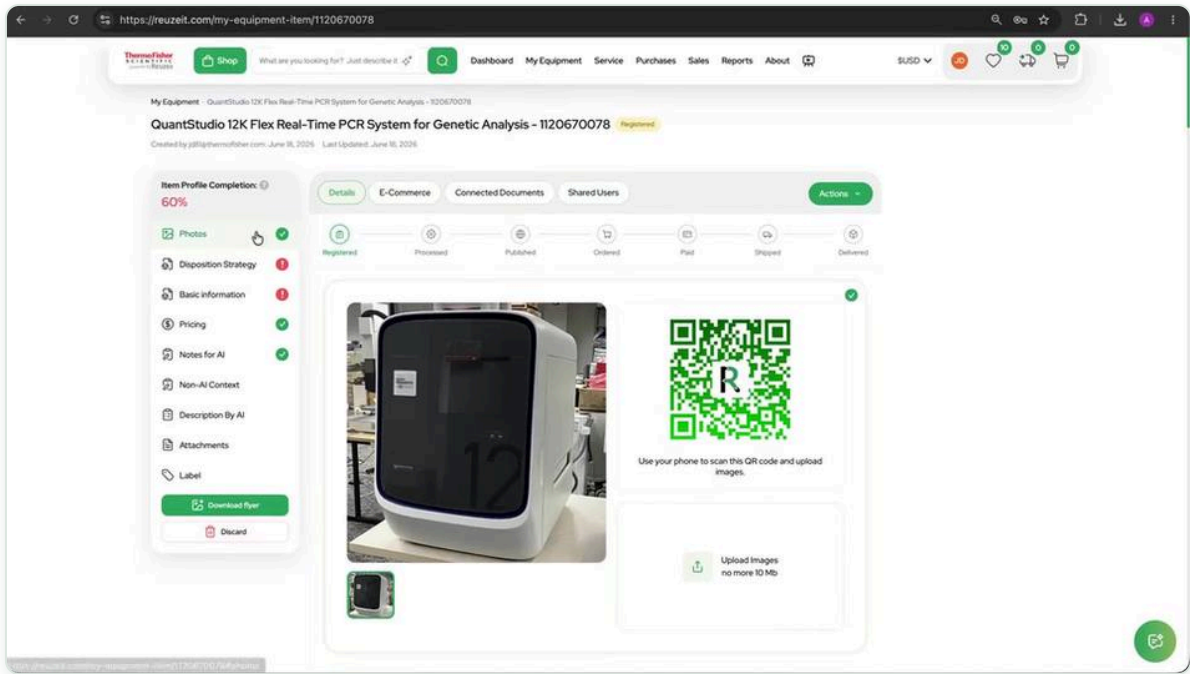 https://reuzeit.com/my-equipment-item/1120670078
ThermoFisher
SCIENTIFIC
Shop
What are you looking for? Just describe it
Dashboard My Equipment Service Purchases Sales Reports About
$USD
JD
10
0
0
My Equipment - QuantStudio 12K Flex Real-Time PCR System for Genetic Analysis - 1120670078
QuantStudio 12K Flex Real-Time PCR System for Genetic Analysis - 1120670078 Registered
June 18, 2026 Last Updated: June 18, 2026
Item Profile Completion:
60%
Photos
Disposition Strategy
Basic information
Pricing
Notes for AI
Non-AI Context
Description By AI
Attachments
Label
Download flyer
Discard
Details E-Commerce Connected Documents Shared Users Actions
Registered Processed Published Ordered Paid Shipped Delivered
12
R
Use your phone to scan this QR code and upload
images.
Upload Images
no more 10 Mb